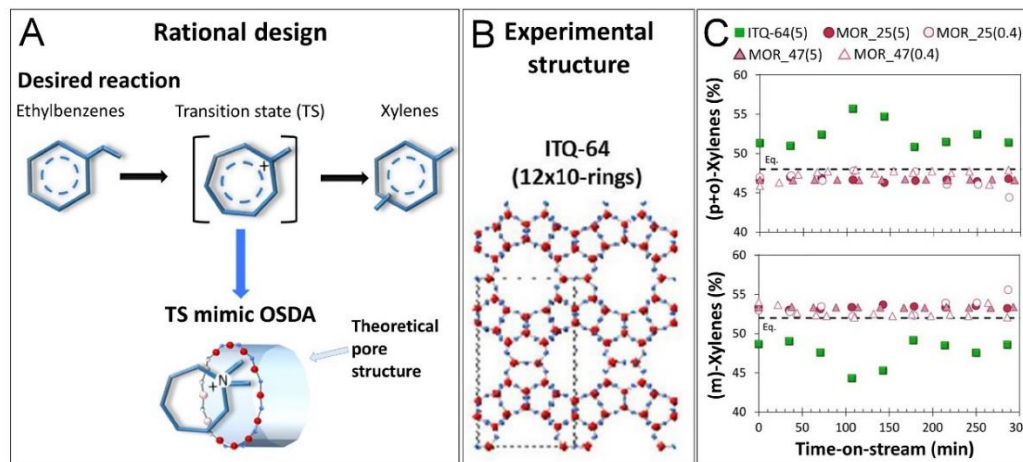 A
Rational design
Desired reaction
Ethylbenzenes
Transition state (TS)
Xylenes
+
TS mimic OSDA
Theoretical
pore
structure
N
+
B
Experimental
structure
ITQ-64
(12x10-rings)
C
ITQ-64(5) MOR_25(5) MOR_25(0.4)
MOR_47(5) MOR_47(0.4)
(p+o)-Xylenes (%)
60
55
50
45
40
Eq.
(m)-Xylenes (%)
60
55
50
45
40
Eq.
0 50 100 150 200 250 300
Time-on-stream (min)